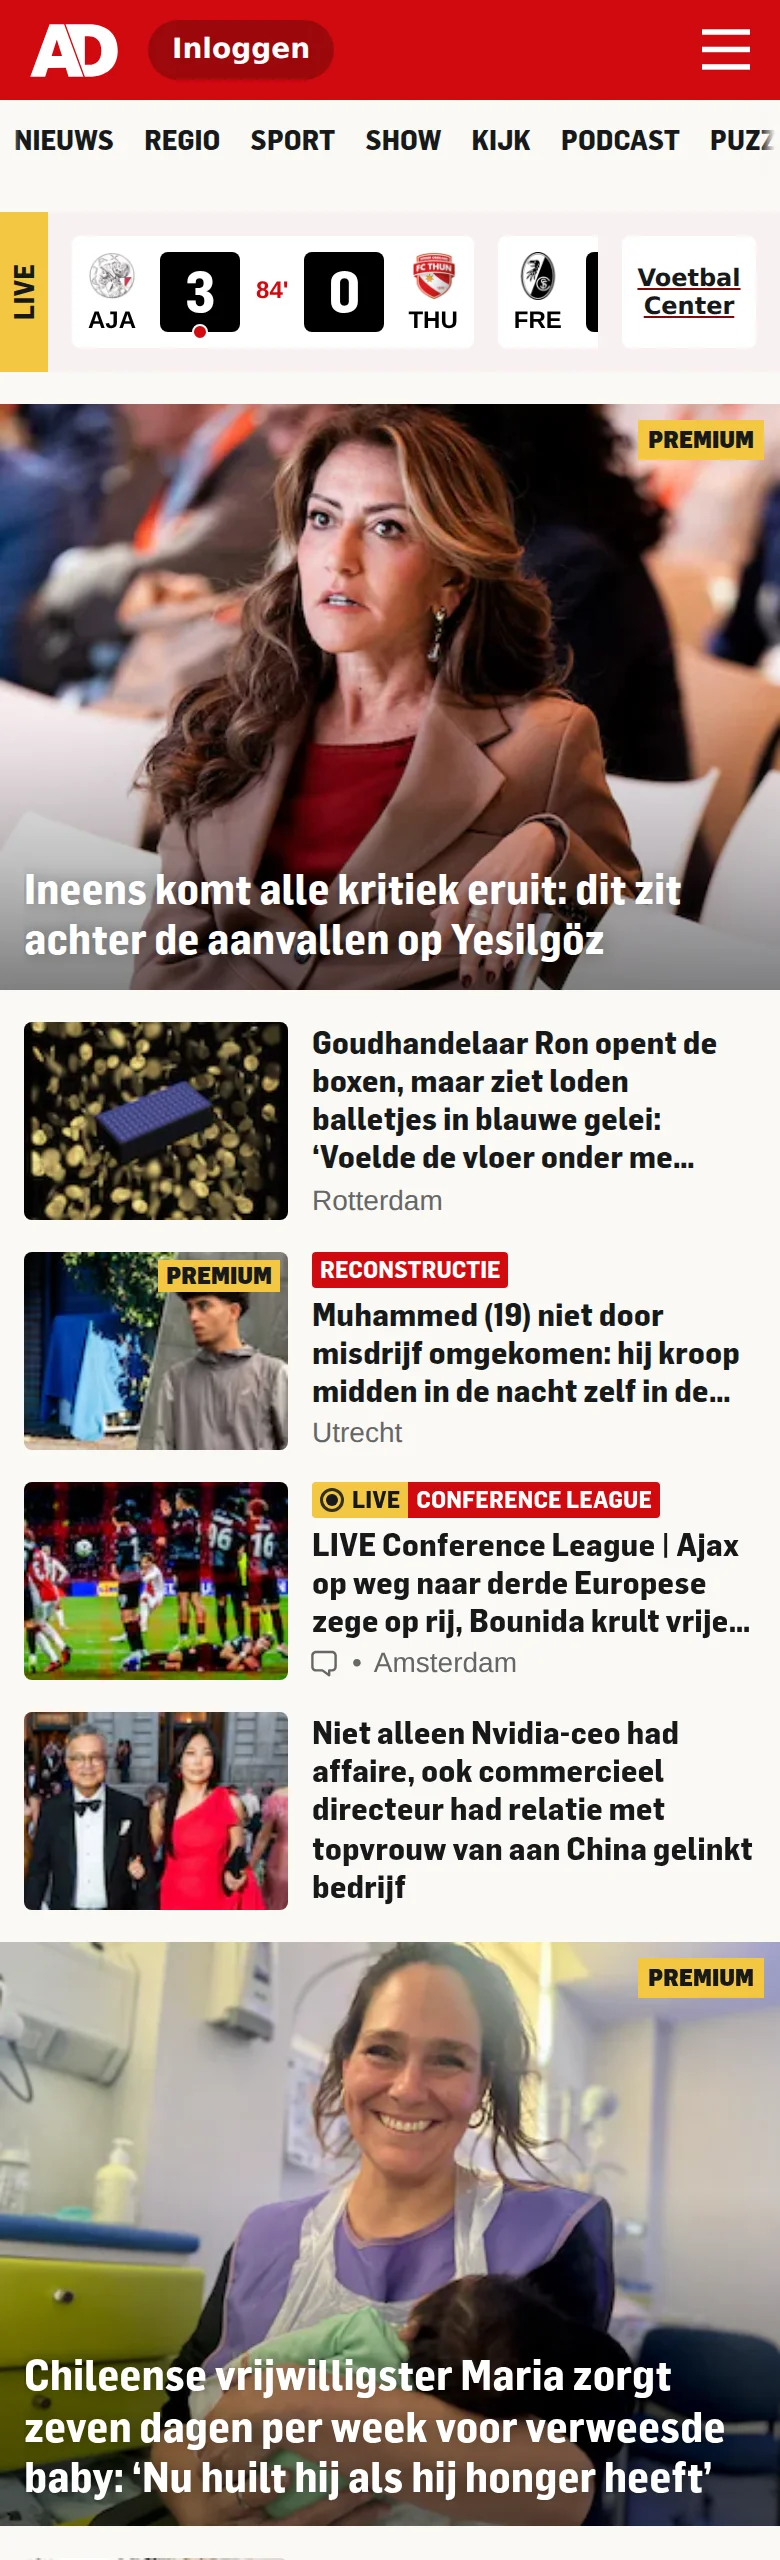 AD
Inloggen
NIEUWS REGIO SPORT SHOW KIJK PODCAST PUZZ
LIVE
3 84' 0
FC THUN
AJA THU FRE
Voetbal
Center
PREMIUM
Ineens komt alle kritiek eruit: dit zit
achter de aanvallen op Yesilgöz
Goudhandelaar Ron opent de
boxen, maar ziet loden
balletjes in blauwe gelei:
‘Voelde de vloer onder me...
Rotterdam
PREMIUM
RECONSTRUCTIE
Muhammed (19) niet door
misdrijf omgekomen: hij kroop
midden in de nacht zelf in de...
Utrecht
LIVE CONFERENCE LEAGUE
LIVE Conference League | Ajax
op weg naar derde Europese
zege op rij, Bounida krult vrije...
• Amsterdam
16
Niet alleen Nvidia-ceo had
affaire, ook commercieel
directeur had relatie met
topvrouw van aan China gelinkt
bedrijf
PREMIUM
Chileense vrijwilligster Maria zorgt
zeven dagen per week voor verweesde
baby: ‘Nu huilt hij als hij honger heeft’